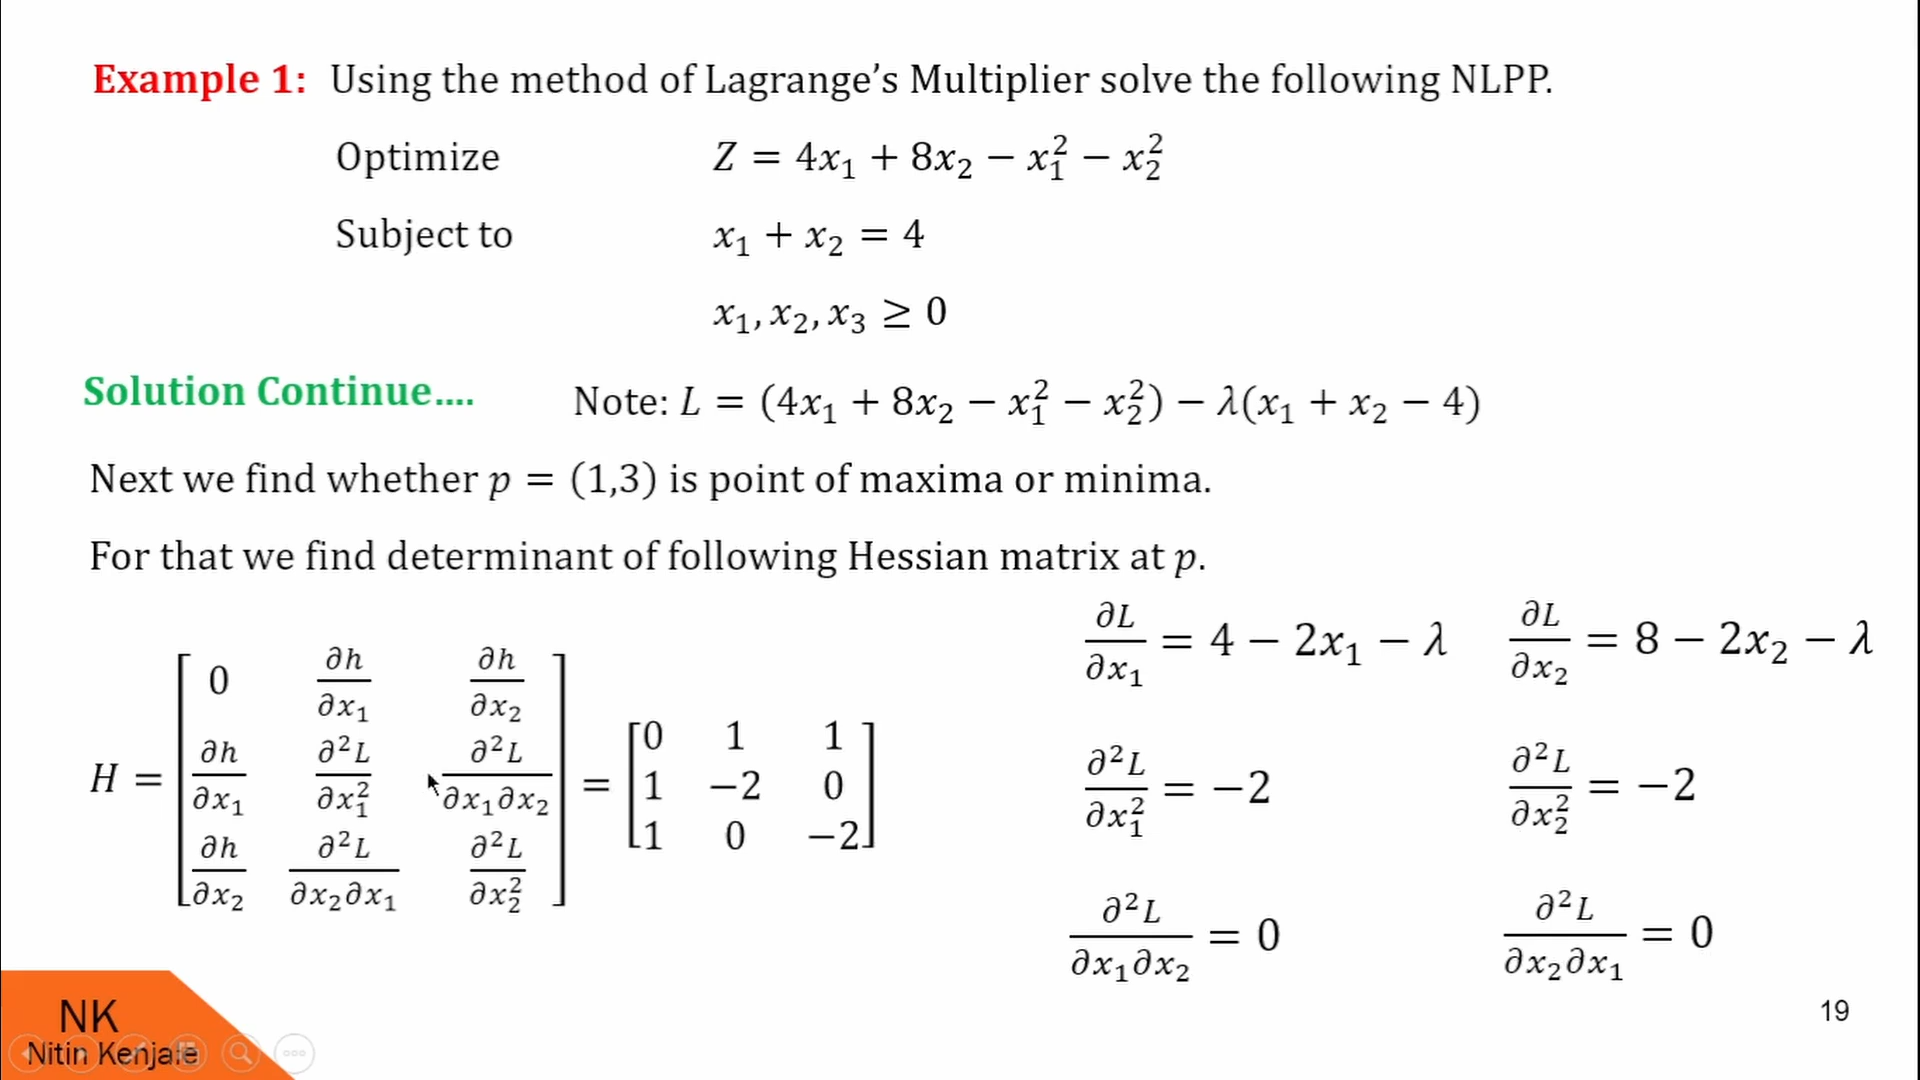 Example 1: Using the method of Lagrange’s Multiplier solve the following NLPP.
Optimize Z = 4x₁ + 8x₂ − x₁² − x₂²
Subject to x₁ + x₂ = 4
x₁, x₂, x₃ ≥ 0
Solution Continue.... Note: L = (4x₁ + 8x₂ − x₁² − x₂²) − λ(x₁ + x₂ − 4)
Next we find whether p = (1,3) is point of maxima or minima.
For that we find determinant of following Hessian matrix at p.
H = [0 ∂h/∂x₁ ∂h/∂x₂; ∂h/∂x₁ ∂²L/∂x₁² ∂²L/∂x₁∂x₂; ∂h/∂x₂ ∂²L/∂x₂∂x₁ ∂²L/∂x₂²] = [0 1 1; 1 −2 0; 1 0 −2]
∂L/∂x₁ = 4 − 2x₁ − λ ∂L/∂x₂ = 8 − 2x₂ − λ
∂²L/∂x₁² = −2 ∂²L/∂x₂² = −2
∂²L/∂x₁∂x₂ = 0 ∂²L/∂x₂∂x₁ = 0
NK
Nitin Kenjale
19